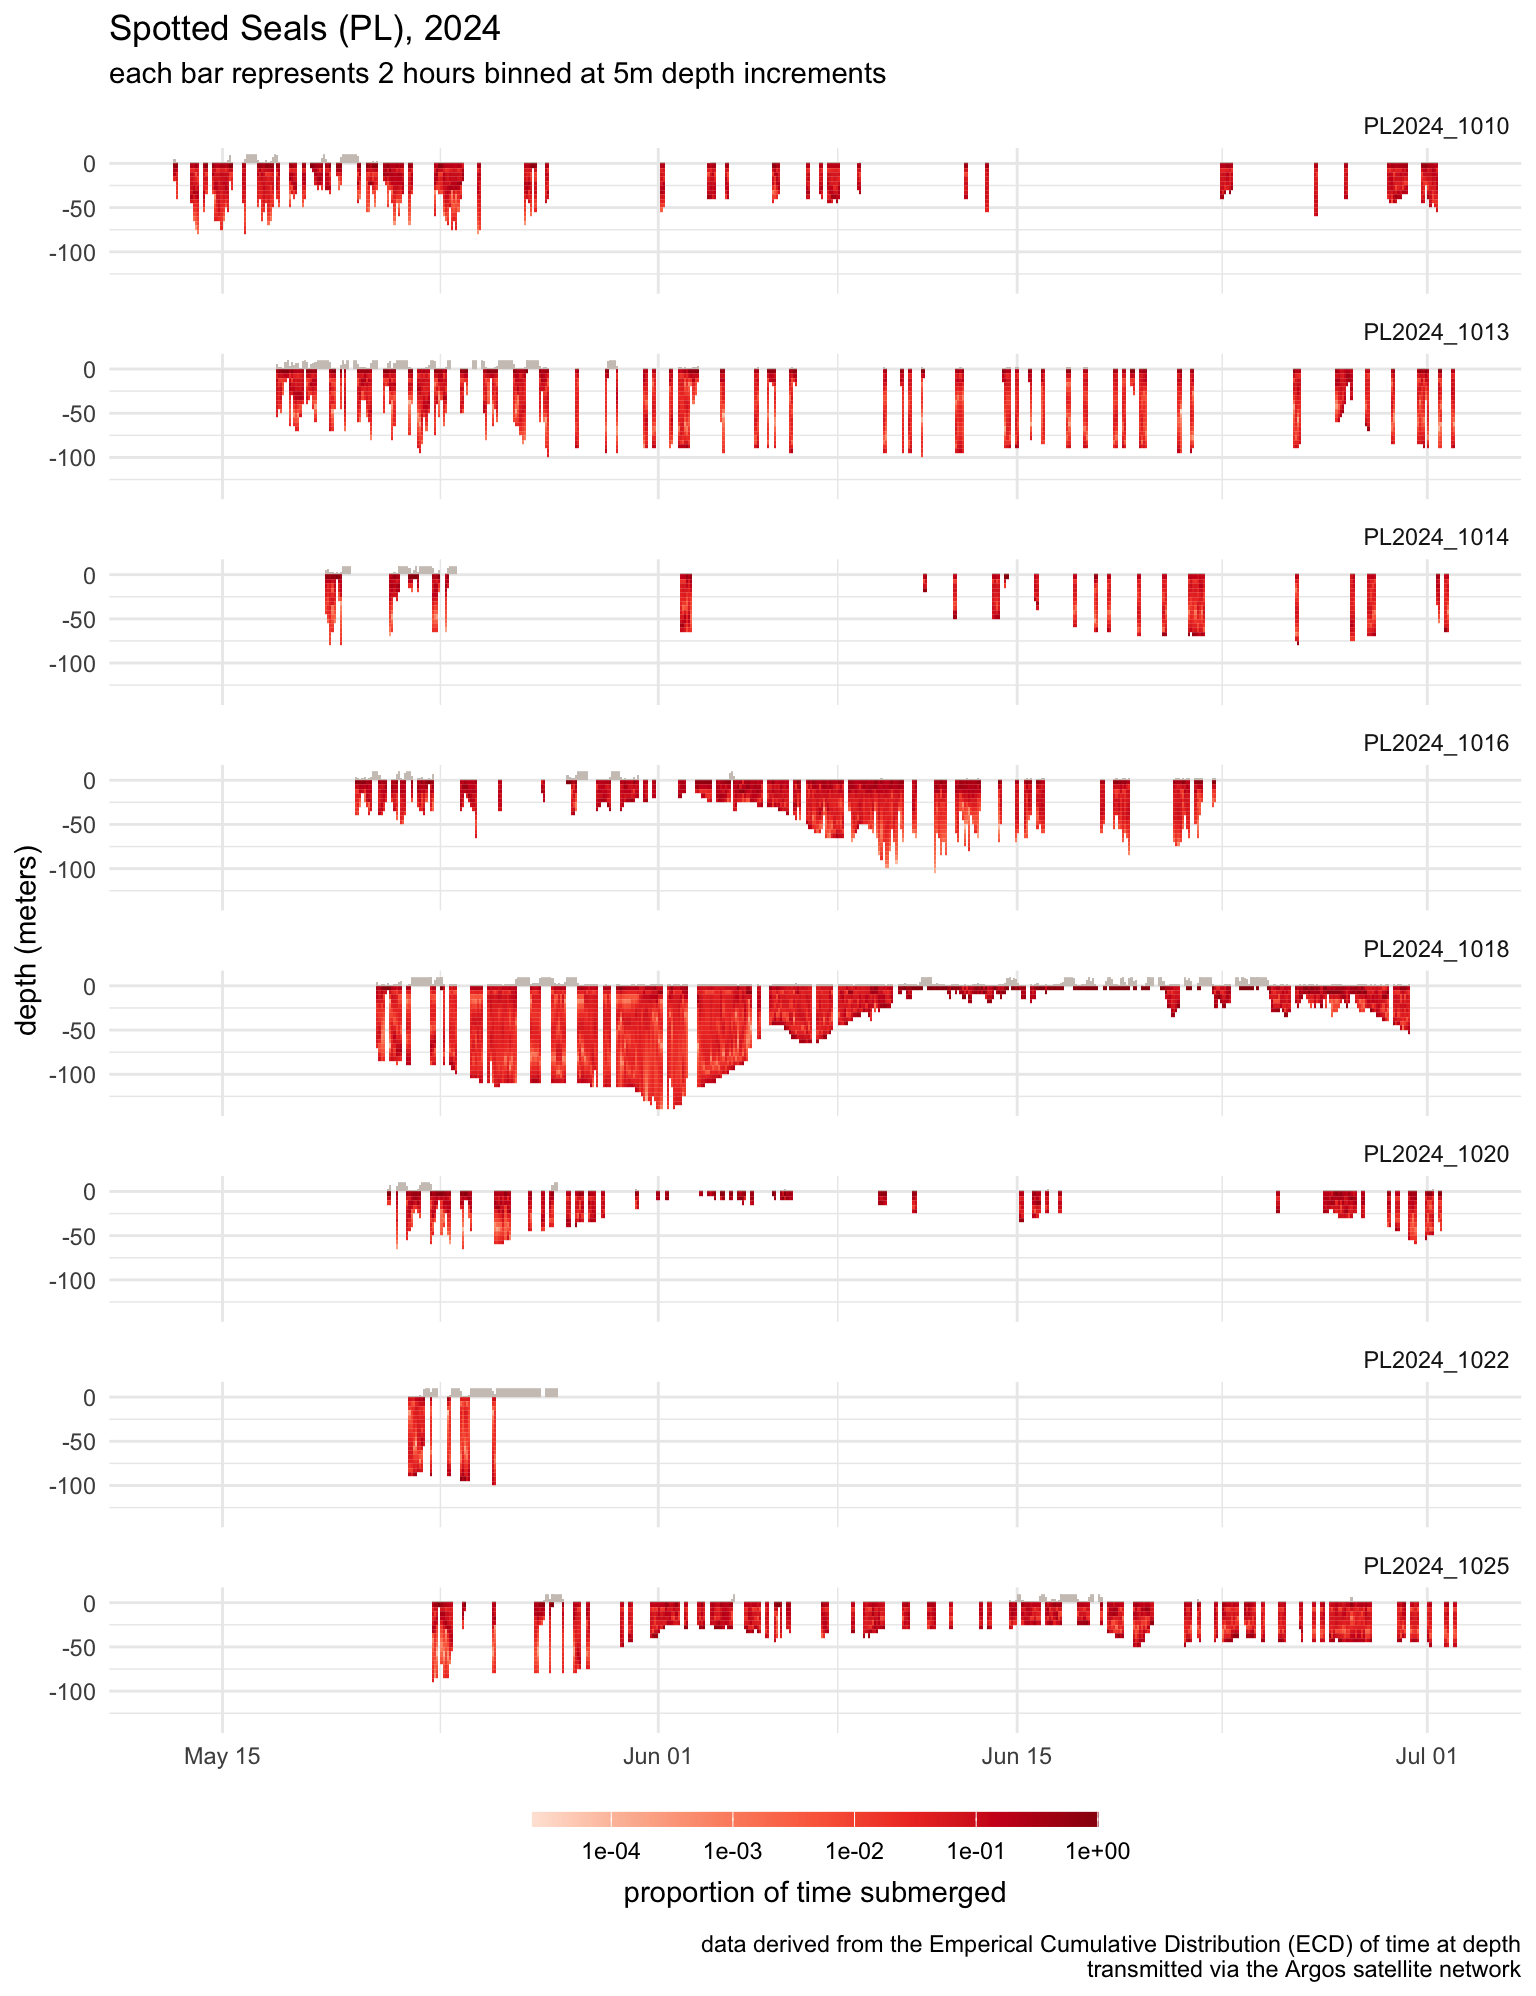 Spotted Seals (PL), 2024
each bar represents 2 hours binned at 5m depth increments
PL2024_1010
0
-50
-100
PL2024_1013
0
-50
-100
PL2024_1014
0
-50
-100
PL2024_1016
0
-50
-100
depth (meters)
PL2024_1018
0
-50
-100
PL2024_1020
0
-50
-100
PL2024_1022
0
-50
-100
PL2024_1025
0
-50
-100
May 15 Jun 01 Jun 15 Jul 01
1e-04 1e-03 1e-02 1e-01 1e+00
proportion of time submerged
data derived from the Emperical Cumulative Distribution (ECD) of time at depth
transmitted via the Argos satellite network